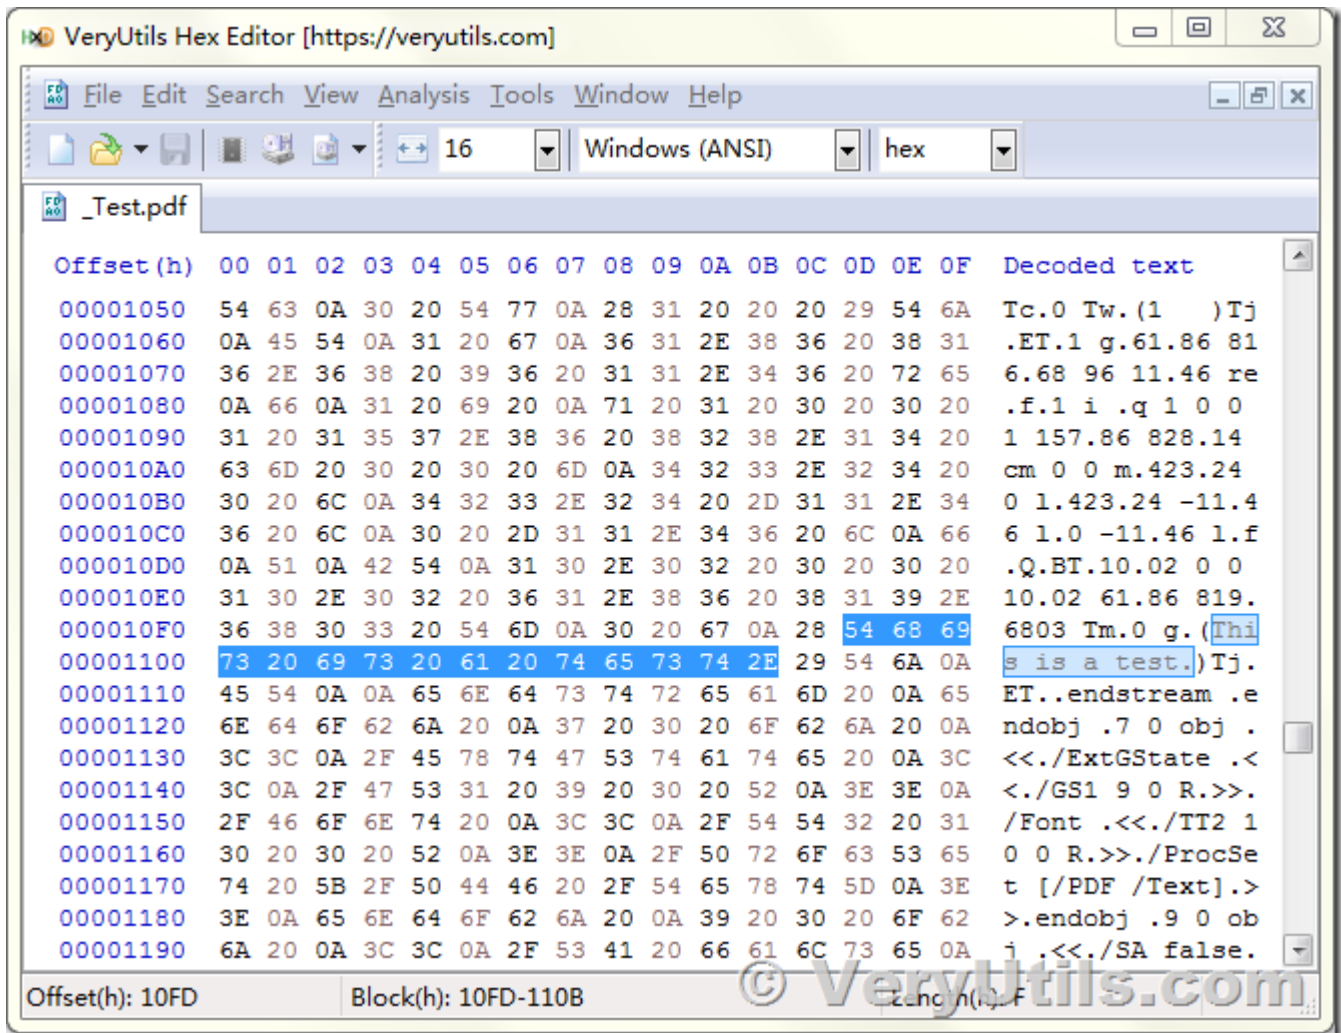 VeryUtils Hex Editor [https://veryutils.com]
File Edit Search View Analysis Tools Window Help
16 Windows (ANSI) hex
_Test.pdf
Offset(h) 00 01 02 03 04 05 06 07 08 09 0A 0B 0C 0D 0E 0F Decoded text
00001050 54 63 0A 30 20 54 77 0A 28 31 20 20 20 29 54 6A Tc.0 Tw.(1   )Tj
00001060 0A 45 54 0A 31 20 67 0A 36 31 2E 38 36 20 38 31 .ET.1 g.61.86 81
00001070 36 2E 36 38 20 39 36 20 31 31 2E 34 36 20 72 65 6.68 96 11.46 re
00001080 0A 66 0A 31 20 69 20 0A 71 20 31 20 30 20 30 20 .f.1 i .q 1 0 0
00001090 31 20 31 35 37 2E 38 36 20 38 32 38 2E 31 34 20 1 157.86 828.14
000010A0 63 6D 20 30 20 30 20 6D 0A 34 32 33 2E 32 34 20 cm 0 0 m.423.24
000010B0 30 20 6C 0A 34 32 33 2E 32 34 20 2D 31 31 2E 34 0 l.423.24 -11.4
000010C0 36 20 6C 0A 30 20 2D 31 31 2E 34 36 20 6C 0A 66 6 l.0 -11.46 l.f
000010D0 0A 51 0A 42 54 0A 31 30 2E 30 32 20 30 20 30 20 .Q.BT.10.02 0 0
000010E0 31 30 2E 30 32 20 36 31 2E 38 36 20 38 31 39 2E 10.02 61.86 819.
000010F0 36 38 30 33 20 54 6D 0A 30 20 67 0A 28 54 68 69 6803 Tm.0 g.(Thi
00001100 73 20 69 73 20 61 20 74 65 73 74 2E 29 54 6A 0A s is a test.)Tj.
00001110 45 54 0A 0A 65 6E 64 73 74 72 65 61 6D 20 0A 65 ET..endstream .e
00001120 6E 64 6F 62 6A 20 0A 37 20 30 20 6F 62 6A 20 0A ndobj .7 0 obj .
00001130 3C 3C 0A 2F 45 78 74 47 53 74 61 74 65 20 0A 3C <<./ExtGState .<
00001140 3C 0A 2F 47 53 31 20 39 20 30 20 52 0A 3E 3E 0A <./GS1 9 0 R.>>.
00001150 2F 46 6F 6E 74 20 0A 3C 3C 0A 2F 54 54 32 20 31 /Font .<<./TT2 1
00001160 30 20 30 20 52 0A 3E 3E 0A 2F 50 72 6F 63 53 65 0 0 R.>>./ProcSe
00001170 74 20 5B 2F 50 44 46 20 2F 54 65 78 74 5D 0A 3E t [/PDF /Text].>
00001180 3E 0A 65 6E 64 6F 62 6A 20 0A 39 20 30 20 6F 62 >.endobj .9 0 ob
00001190 6A 20 0A 3C 3C 0A 2F 53 41 20 66 61 6C 73 65 0A j .<<./SA false.
Offset(h): 10FD Block(h): 10FD-110B Length(h): F
© VeryUtils.com